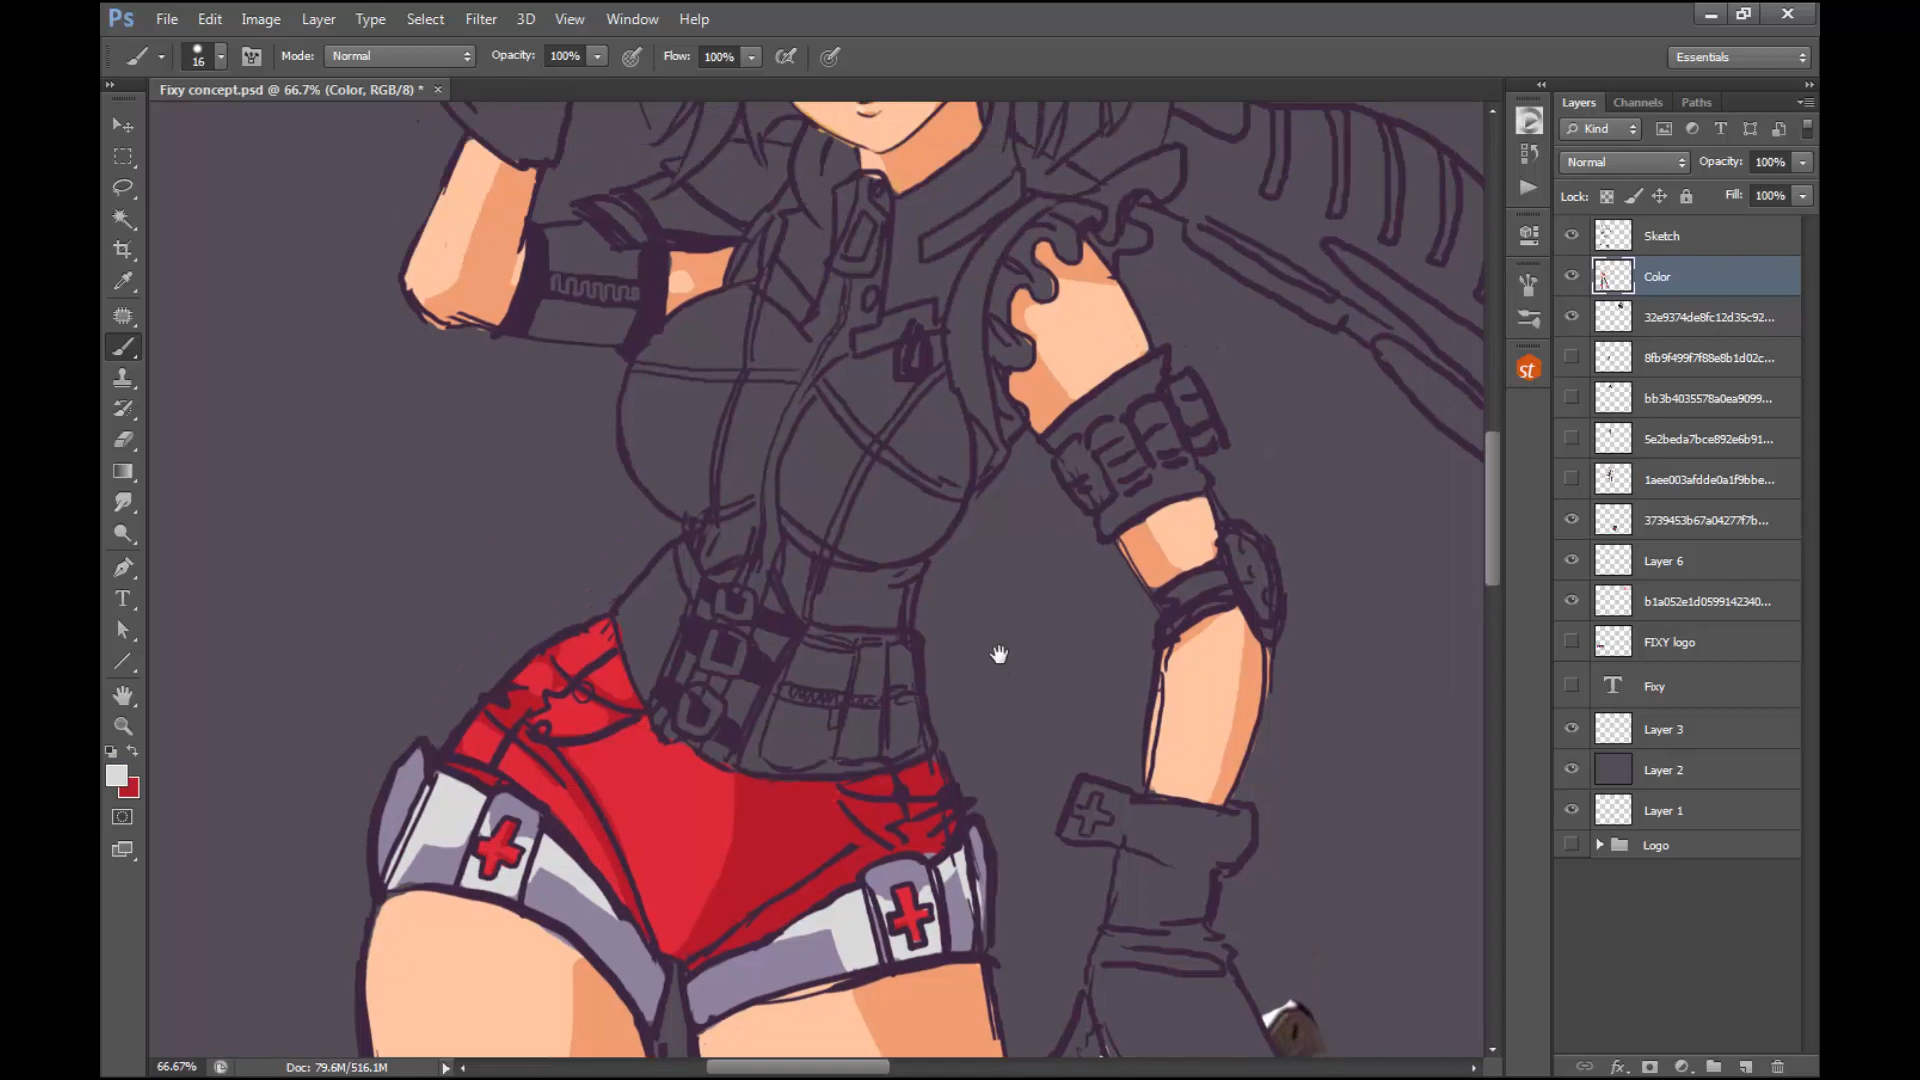 Ps File Edit Image Layer Type Select Filter 3D View Window Help
16 Mode: Normal Opacity: 100% Flow: 100% Essentials
Fixy concept.psd @ 66.7% (Color, RGB/8) * ×
Layers Channels Paths
Kind
Normal Opacity: 100%
Lock: Fill: 100%
Sketch
Color
32e9374de8fc12d35c92...
8fb9f499f7f88e8b1d02c...
st
bb3b4035578a0ea9099...
5e2beda7bce892e6b91...
1aee003afdde0a1f9bbe...
3739453b67a04277f7b...
Layer 6
b1a052e1d0599142340...
FIXY logo
Fixy
Layer 3
Layer 2
Layer 1
Logo
66.67% Doc: 79.6M/516.1M